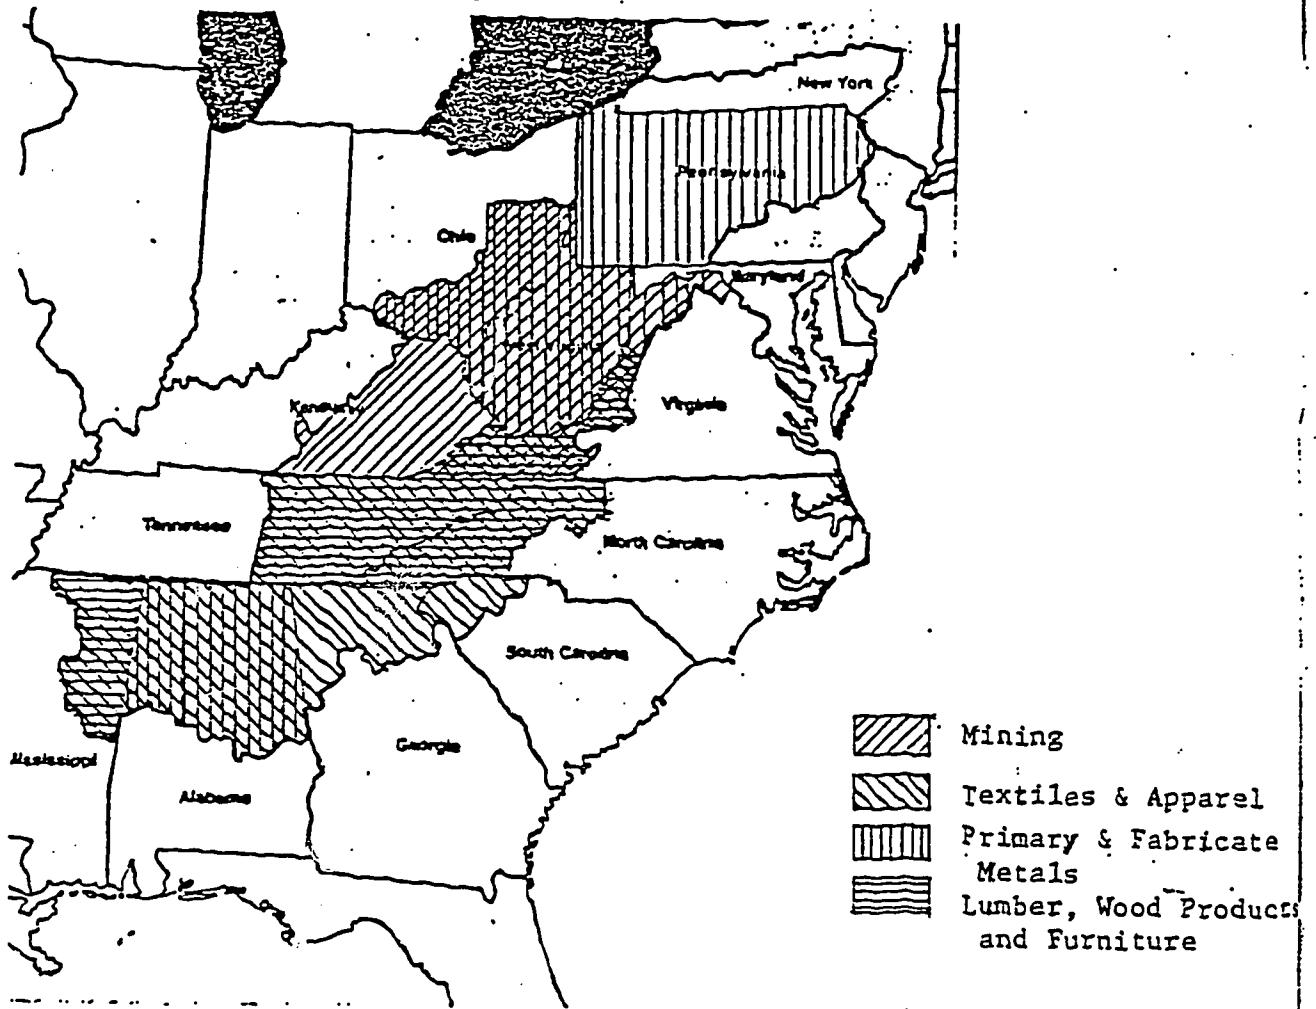 New York
Pennsylvania
Ohio
Maryland
Kentucky
Virginia
Tennessee
North Carolina
South Carolina
Mississippi
Georgia
Alabama
Mining
Textiles & Apparel
Primary & Fabricate
Metals
Lumber, Wood Products
and Furniture